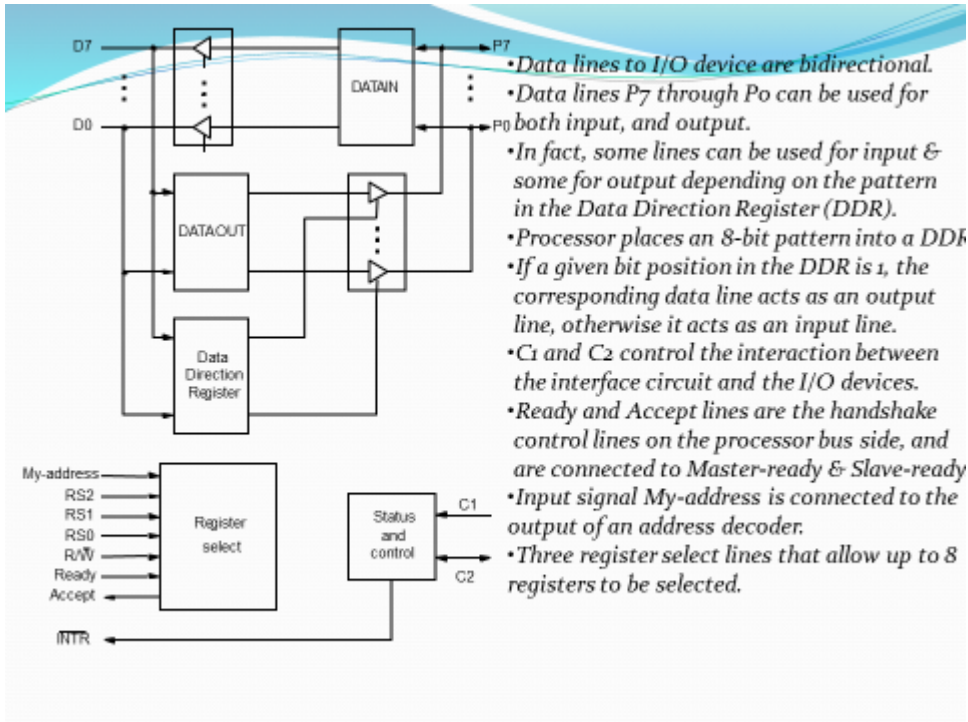 D7
D0
DATAIN
P7
P0
DATAOUT
Data
Direction
Register
My-address
RS2
RS1
RS0
R/W
Ready
Accept
INTR
Register
select
Status
and
control
C1
C2
•Data lines to I/O device are bidirectional.
•Data lines P7 through P0 can be used for
both input, and output.
•In fact, some lines can be used for input &
some for output depending on the pattern
in the Data Direction Register (DDR).
•Processor places an 8-bit pattern into a DDR
•If a given bit position in the DDR is 1, the
corresponding data line acts as an output
line, otherwise it acts as an input line.
•C1 and C2 control the interaction between
the interface circuit and the I/O devices.
•Ready and Accept lines are the handshake
control lines on the processor bus side, and
are connected to Master-ready & Slave-ready
•Input signal My-address is connected to the
output of an address decoder.
•Three register select lines that allow up to 8
registers to be selected.